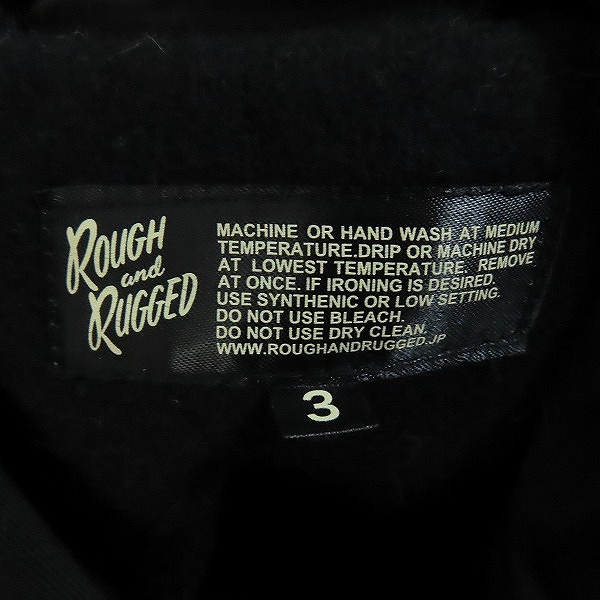 ROUGH
and
RUGGED
MACHINE OR HAND WASH AT MEDIUM
TEMPERATURE.DRIP OR MACHINE DRY
AT LOWEST TEMPERATURE. REMOVE
AT ONCE. IF IRONING IS DESIRED.
USE SYNTHENIC OR LOW SETTING.
DO NOT USE BLEACH.
DO NOT USE DRY CLEAN.
WWW.ROUGHANDRUGGED.JP
3